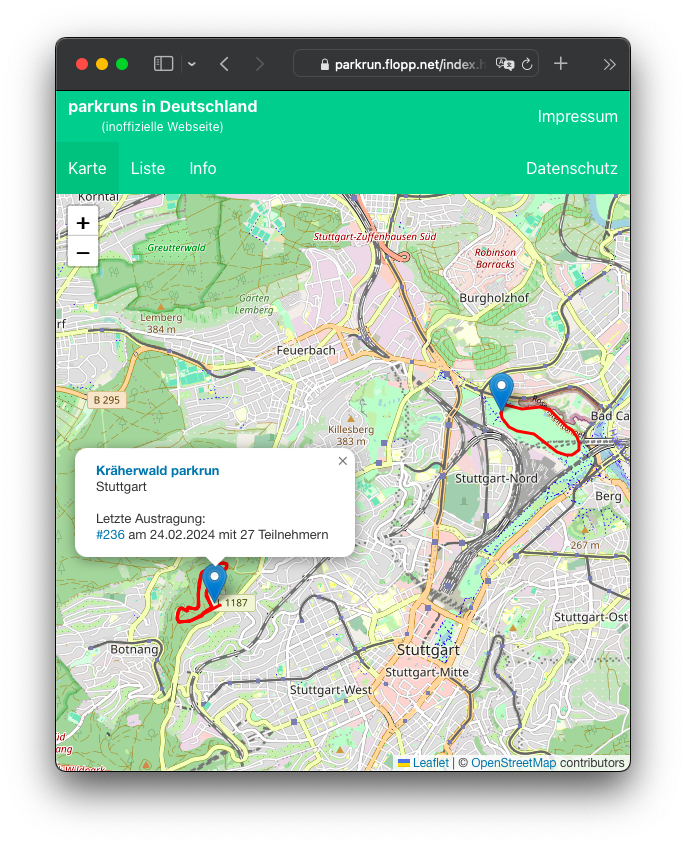 parkrun.flopp.net/index.h
parkruns in Deutschland
(inoffizielle Webseite)
Impressum
Karte
Liste
Info
Datenschutz
Korntal
+
−
Greutterwald
Stuttgart-Zuffenhausen Süd
Robinson
Barracks
Gärten
Lemberg
Burgholzhof
Lemberg
384 m
Feuerbach
B 295
Killesberg
383 m
Bad Ca
×
Kräherwald parkrun
Stuttgart
Letzte Austragung:
#236 am 24.02.2024 mit 27 Teilnehmern
Stuttgart-Nord
Berg
267 m
1187
Stuttgart-Ost
Botnang
Stuttgart
Stuttgart-Mitte
Stuttgart-West
Leaflet | © OpenStreetMap contributors